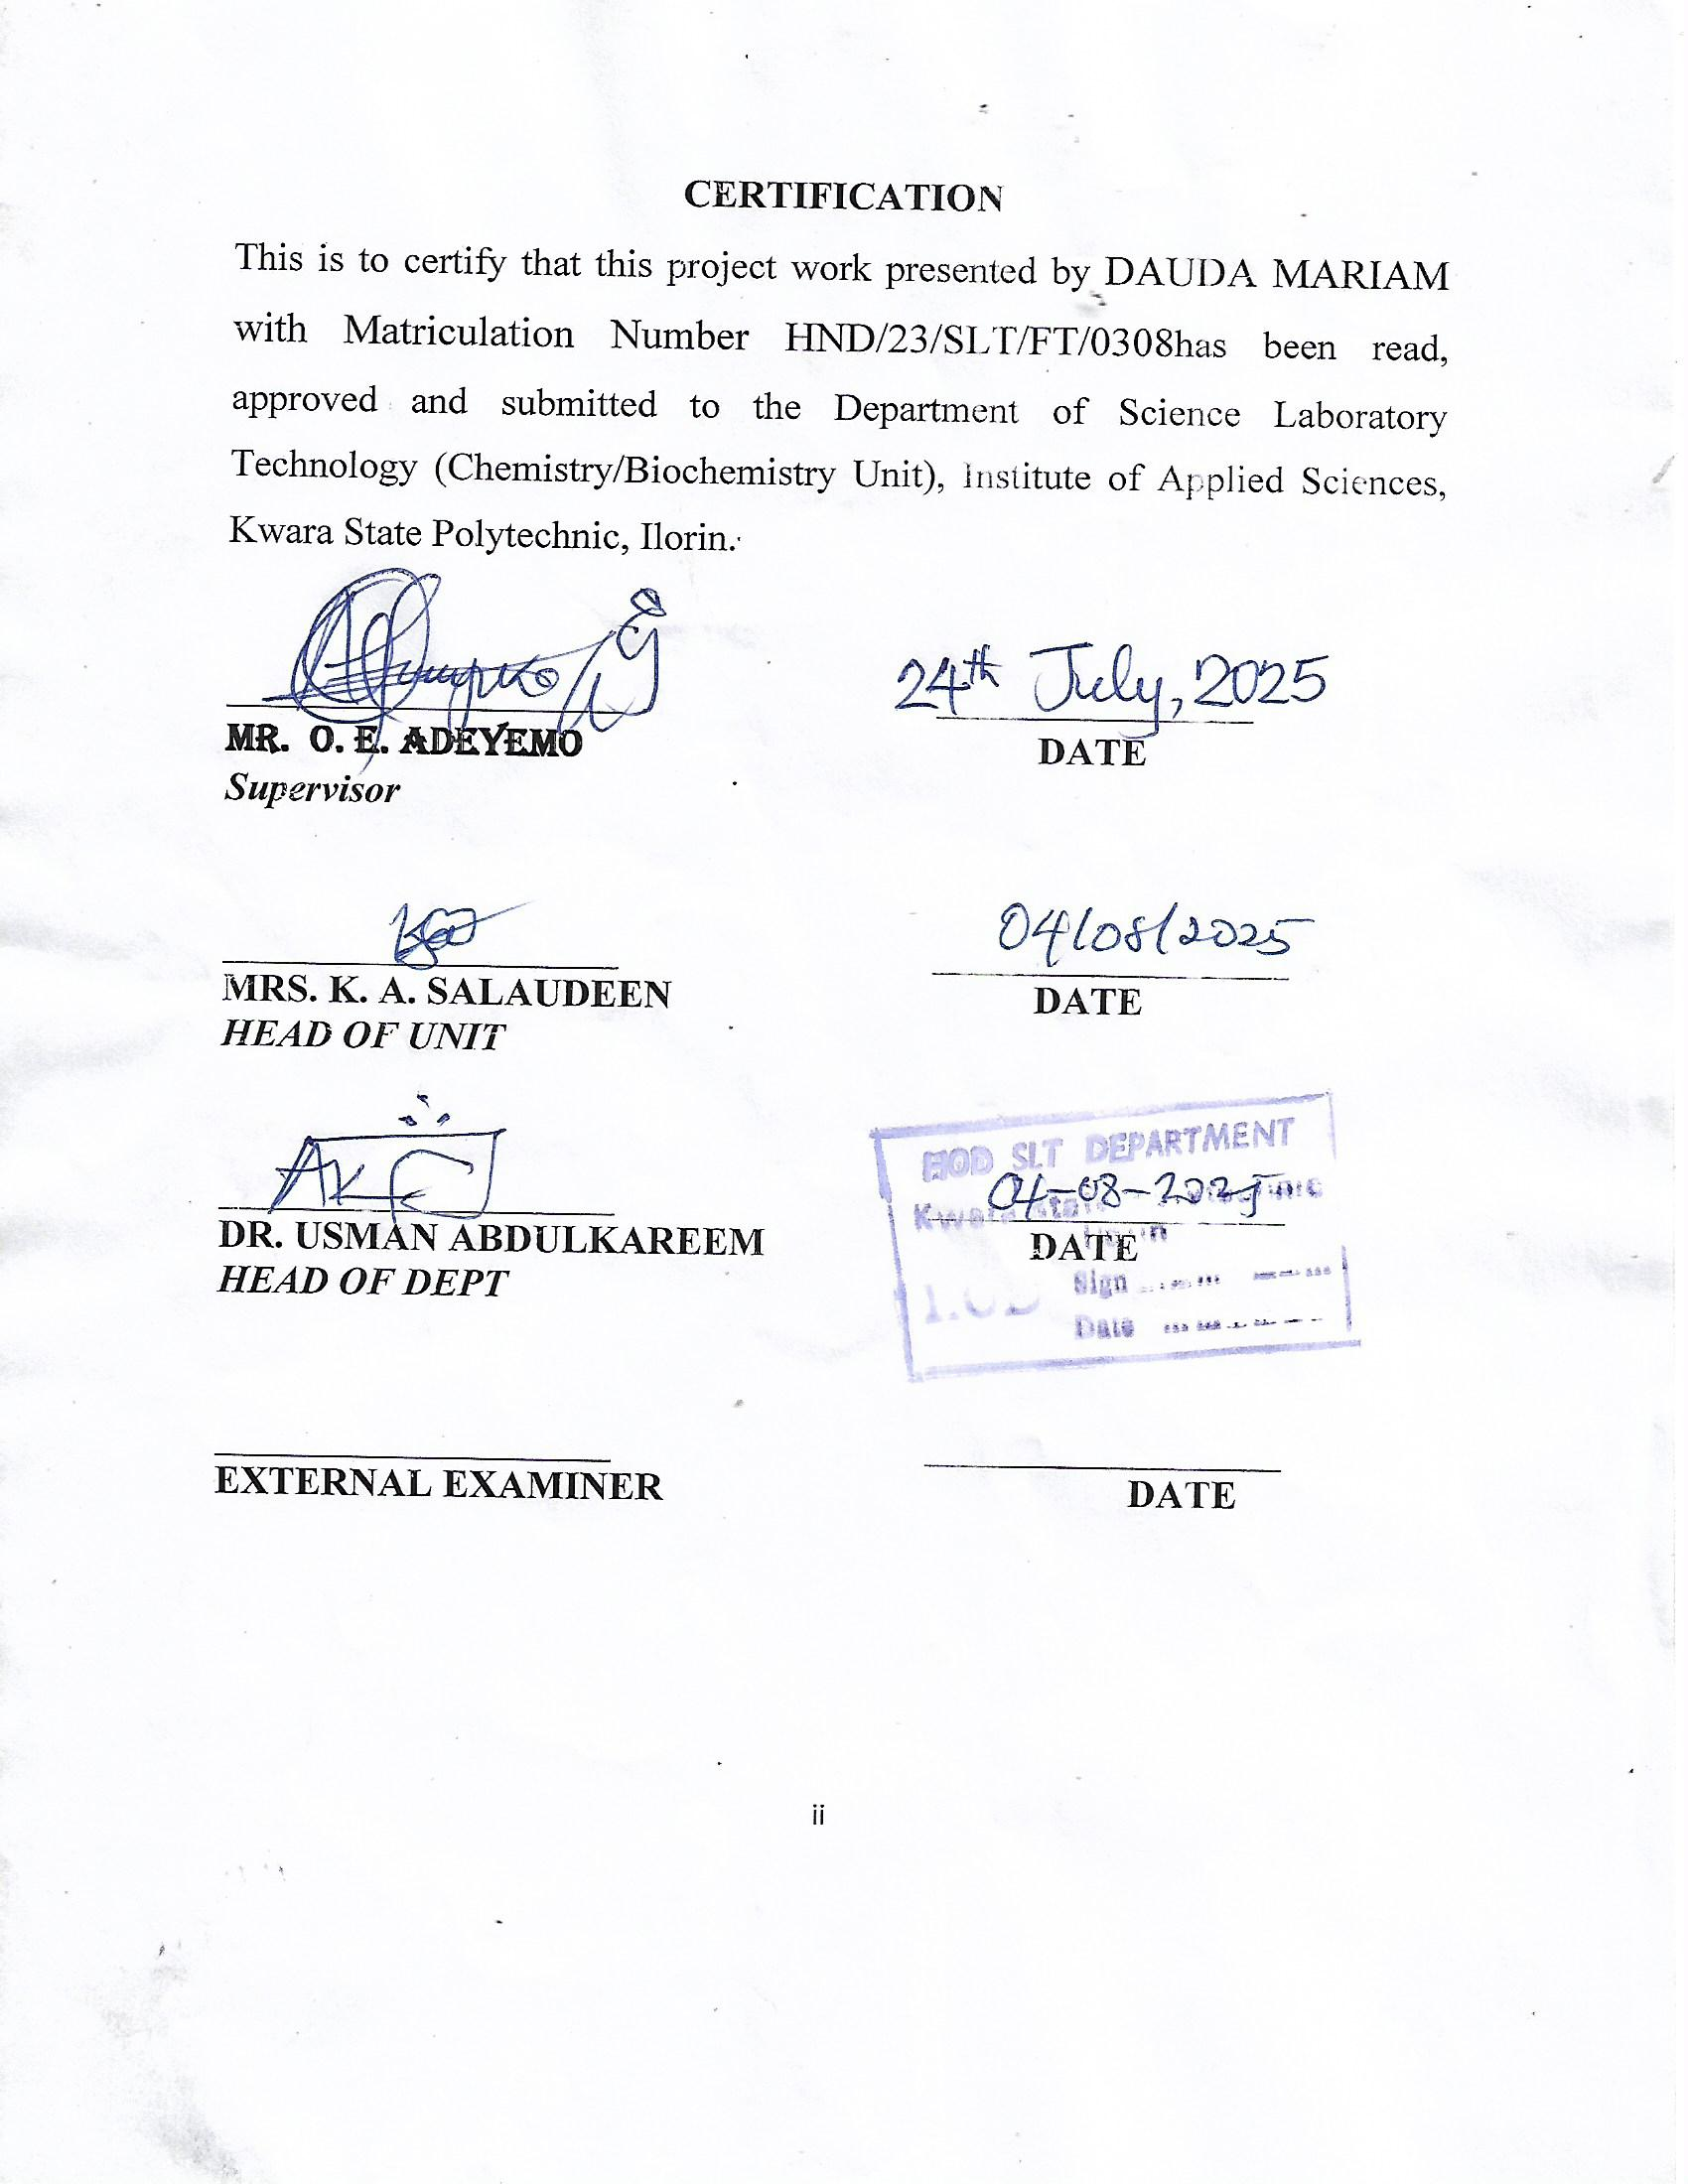 CERTIFICATION
This is to certify that this project work presented by DAUDA MARIAM
with Matriculation Number HND/23/SLT/FT/0308has been read,
approved and submitted to the Department of Science Laboratory
Technology (Chemistry/Biochemistry Unit), Institute of Applied Sciences,
Kwara State Polytechnic, Ilorin.
24th July, 2025
MR. O. E. ADEYEMO
DATE
Supervisor
04/08/2025
MRS. K. A. SALAUDEEN
DATE
HEAD OF UNIT
HOD SLT DEPARTMENT
04-08-2025
Kwara State
DR. USMAN ABDULKAREEM
DATE
HEAD OF DEPT
Sign
Date
EXTERNAL EXAMINER
DATE
ii